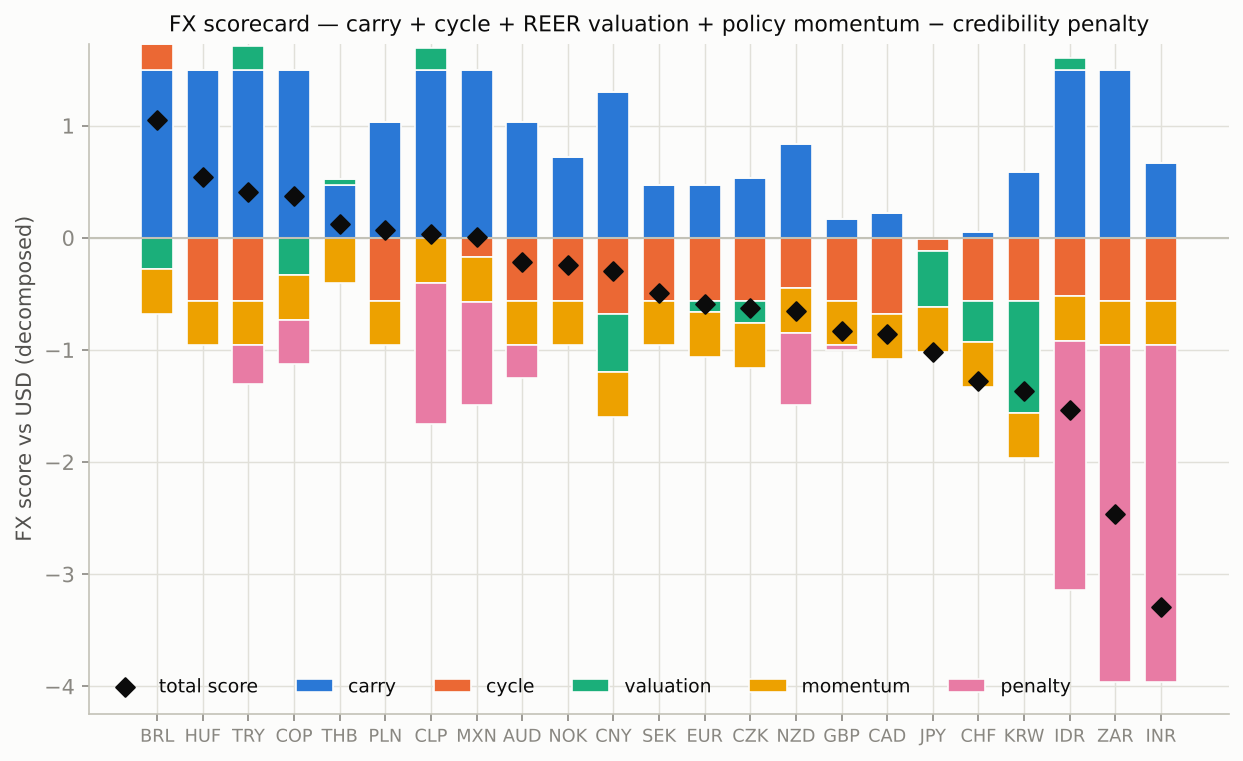 FX scorecard — carry + cycle + REER valuation + policy momentum − credibility penalty
FX score vs USD (decomposed)
1
0
−1
−2
−3
−4
total score carry cycle valuation momentum penalty
BRL HUF TRY COP THB PLN CLP MXN AUD NOK CNY SEK EUR CZK NZD GBP CAD JPY CHF KRW IDR ZAR INR